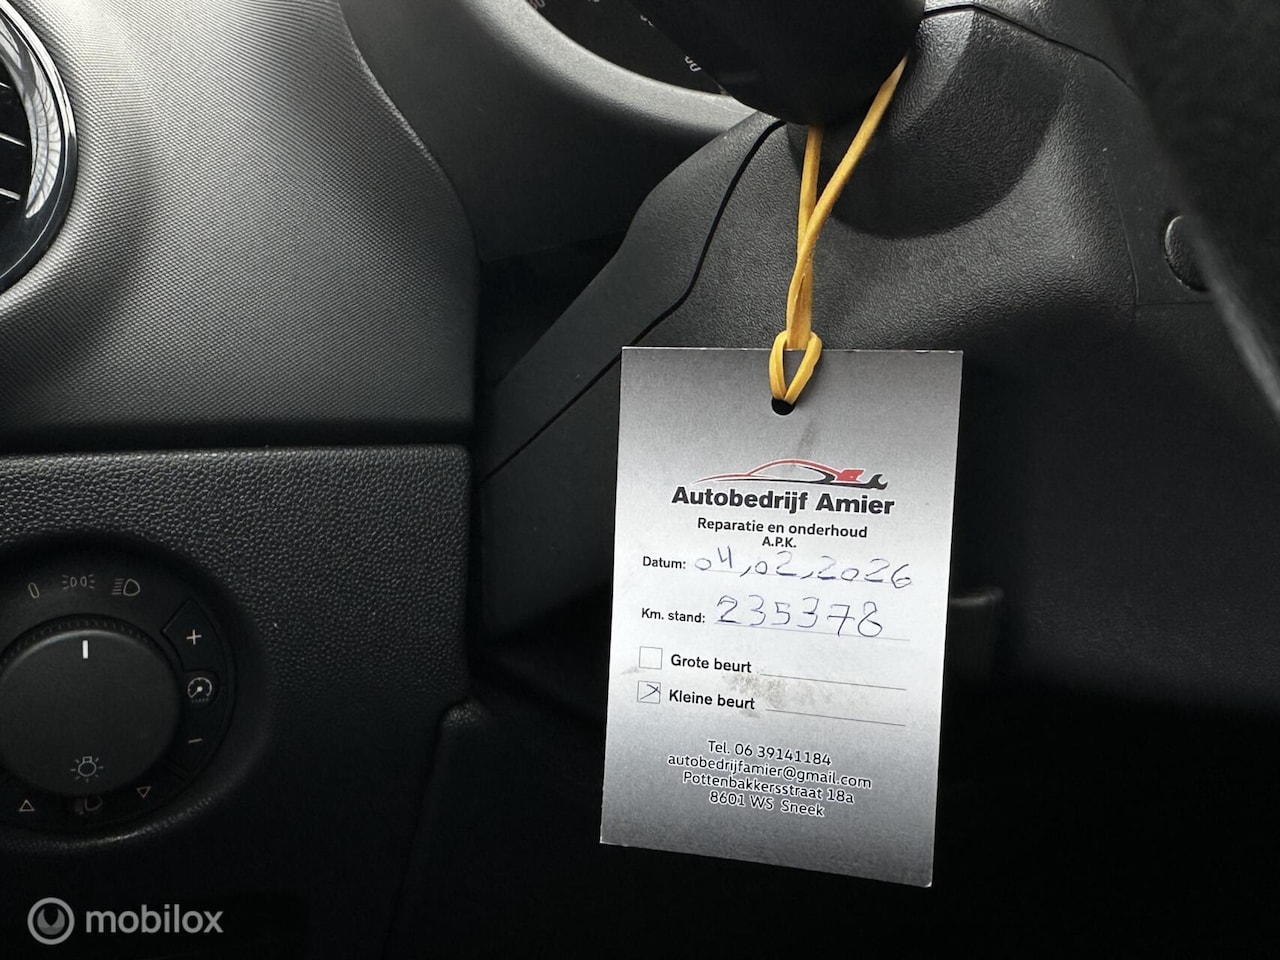 Autobedrijf Amier
Reparatie en onderhoud
A.P.K.
Datum: 04,02,2026
Km. stand: 235378
Grote beurt
Kleine beurt
Tel. 06 39141184
autobedrijfamier@gmail.com
Pottenbakkersstraat 18a
8601 WS Sneek
mobilox